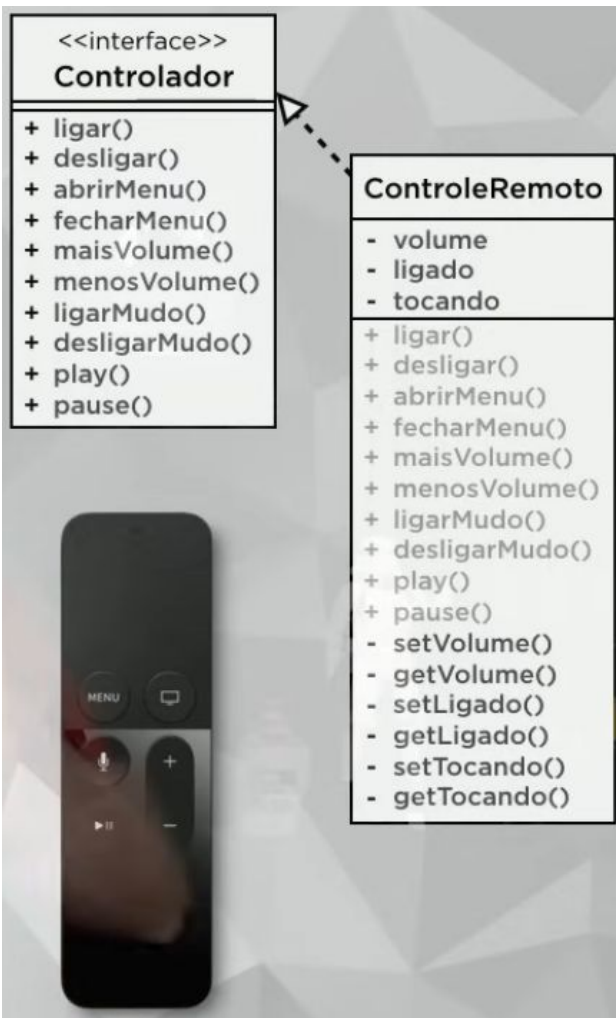 <<interface>>
Controlador
+ ligar()
+ desligar()
+ abrirMenu()
+ fecharMenu()
+ maisVolume()
+ menosVolume()
+ ligarMudo()
+ desligarMudo()
+ play()
+ pause()
ControleRemoto
- volume
- ligado
- tocando
+ ligar()
+ desligar()
+ abrirMenu()
+ fecharMenu()
+ maisVolume()
+ menosVolume()
+ ligarMudo()
+ desligarMudo()
+ play()
+ pause()
- setVolume()
- getVolume()
- setLigado()
- getLigado()
- setTocando()
- getTocando()
MENU
+
−